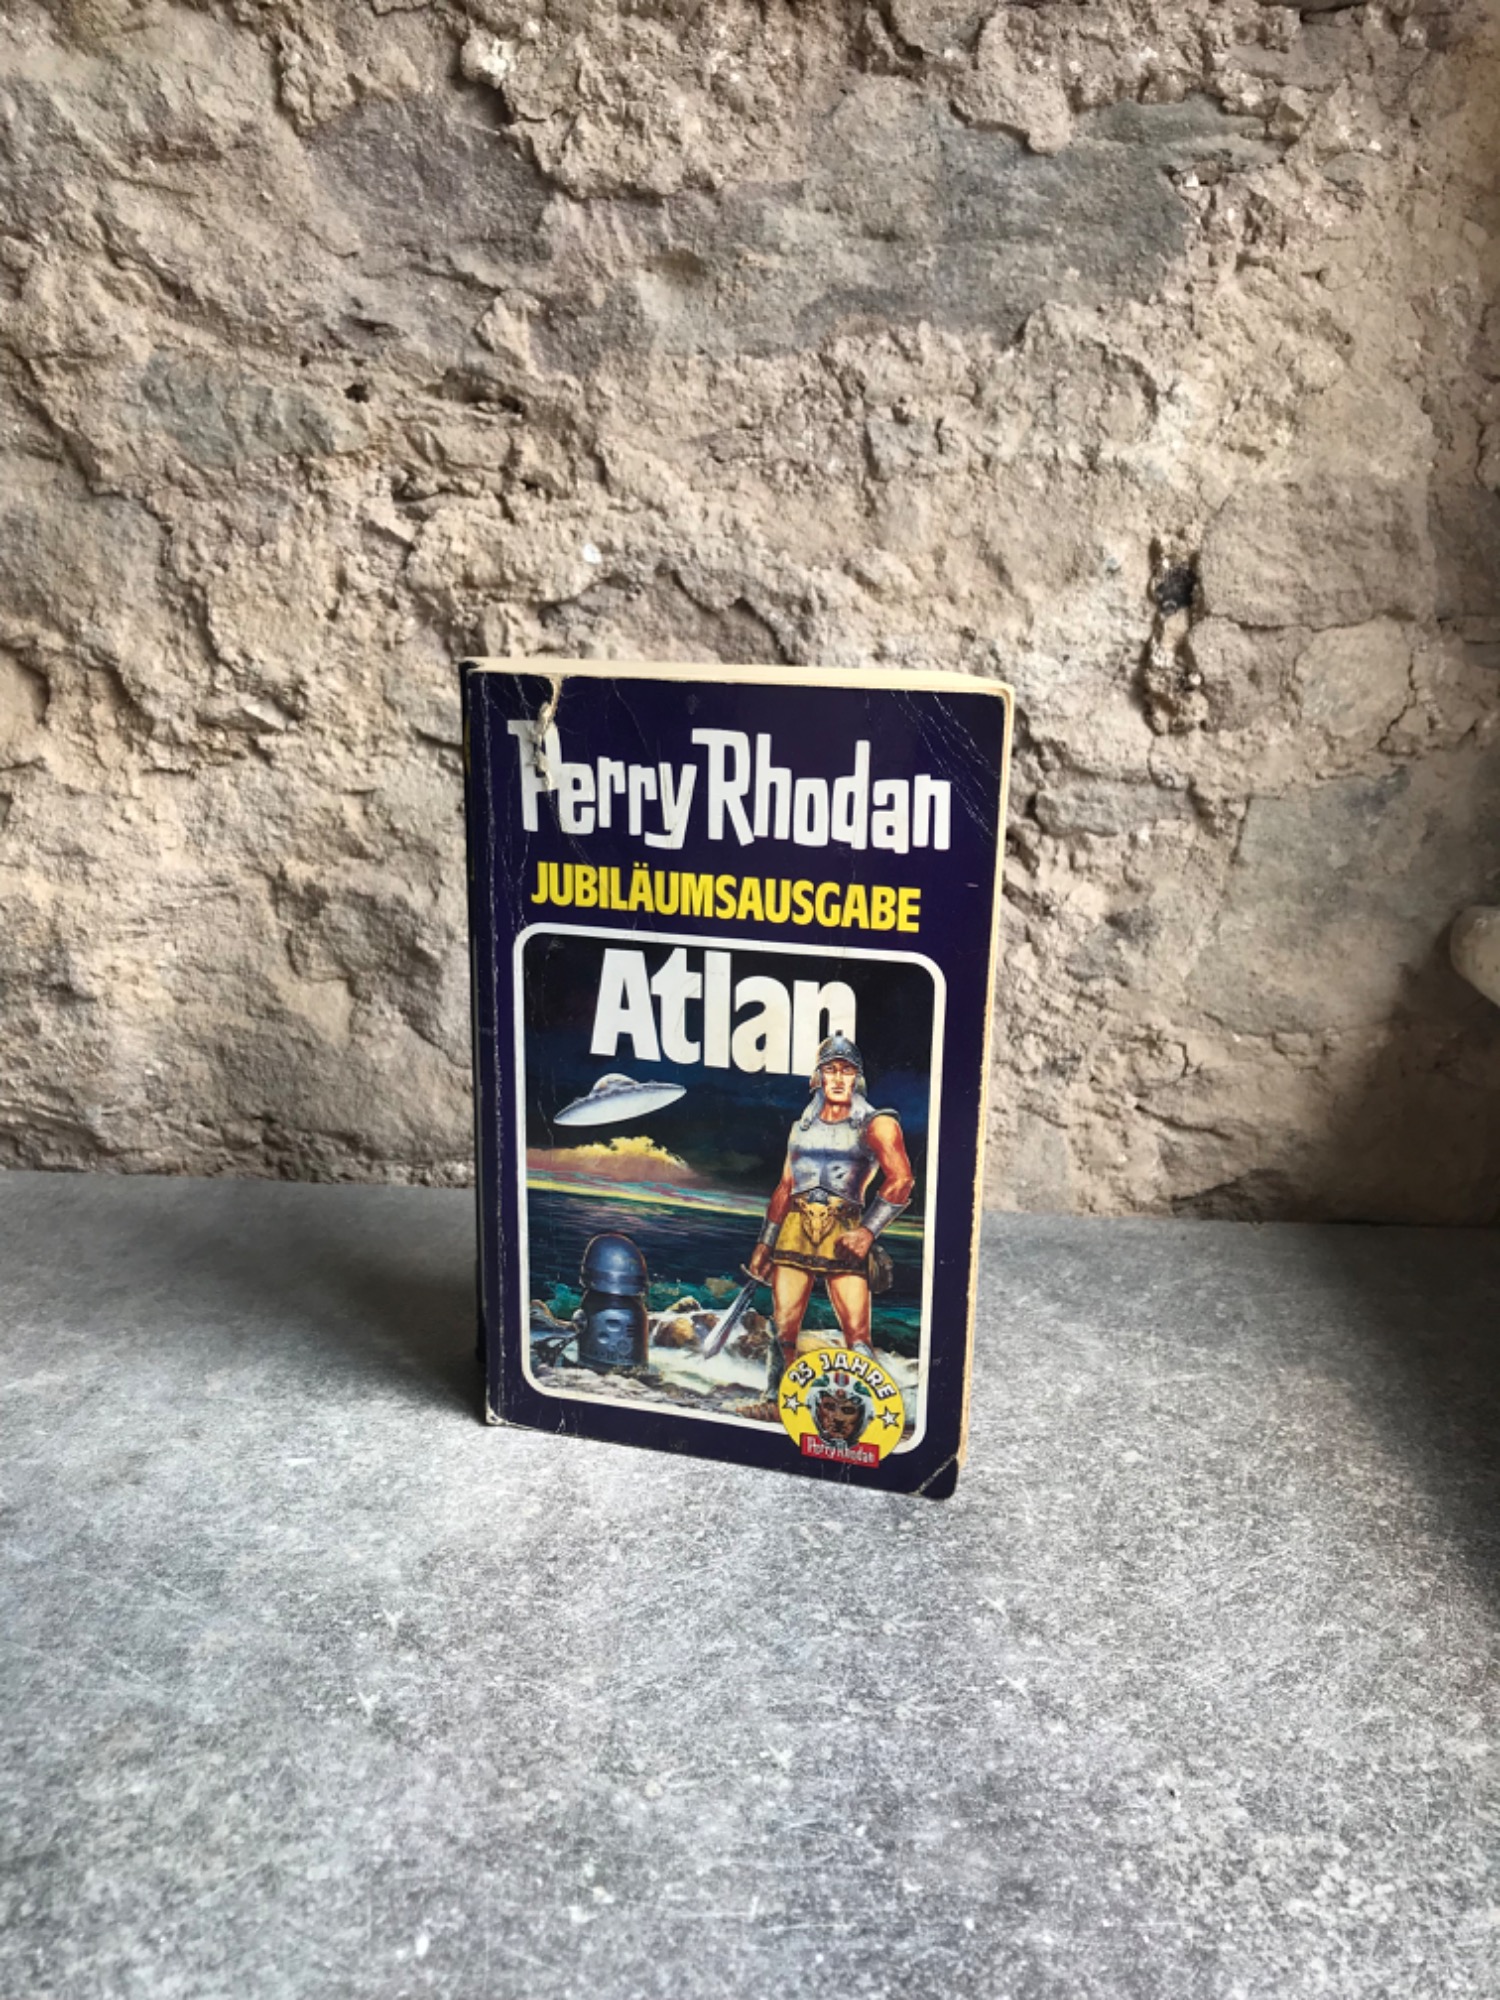 Perry Rhodan
JUBILÄUMSAUSGABE
Atlan
25 JAHRE
Perry Rhodan